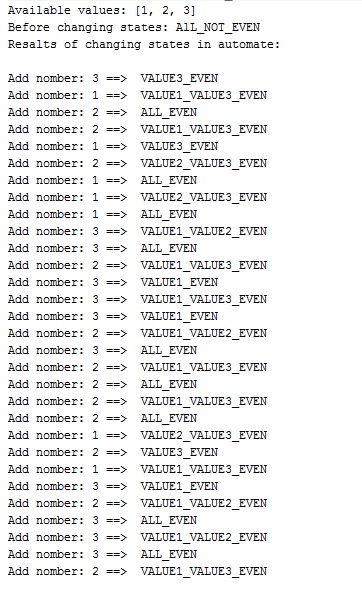 Available values: [1, 2, 3]
Before changing states: ALL_NOT_EVEN
Resalts of changing states in automate:
Add nomber: 3 ==> VALUE3_EVEN
Add nomber: 1 ==> VALUE1_VALUE3_EVEN
Add nomber: 2 ==> ALL_EVEN
Add nomber: 2 ==> VALUE1_VALUE3_EVEN
Add nomber: 1 ==> VALUE3_EVEN
Add nomber: 2 ==> VALUE2_VALUE3_EVEN
Add nomber: 1 ==> ALL_EVEN
Add nomber: 1 ==> VALUE2_VALUE3_EVEN
Add nomber: 1 ==> ALL_EVEN
Add nomber: 3 ==> VALUE1_VALUE2_EVEN
Add nomber: 3 ==> ALL_EVEN
Add nomber: 2 ==> VALUE1_VALUE3_EVEN
Add nomber: 3 ==> VALUE1_EVEN
Add nomber: 3 ==> VALUE1_VALUE3_EVEN
Add nomber: 3 ==> VALUE1_EVEN
Add nomber: 2 ==> VALUE1_VALUE2_EVEN
Add nomber: 3 ==> ALL_EVEN
Add nomber: 2 ==> VALUE1_VALUE3_EVEN
Add nomber: 2 ==> ALL_EVEN
Add nomber: 2 ==> VALUE1_VALUE3_EVEN
Add nomber: 2 ==> ALL_EVEN
Add nomber: 1 ==> VALUE2_VALUE3_EVEN
Add nomber: 2 ==> VALUE3_EVEN
Add nomber: 1 ==> VALUE1_VALUE3_EVEN
Add nomber: 3 ==> VALUE1_EVEN
Add nomber: 2 ==> VALUE1_VALUE2_EVEN
Add nomber: 3 ==> ALL_EVEN
Add nomber: 3 ==> VALUE1_VALUE2_EVEN
Add nomber: 3 ==> ALL_EVEN
Add nomber: 2 ==> VALUE1_VALUE3_EVEN